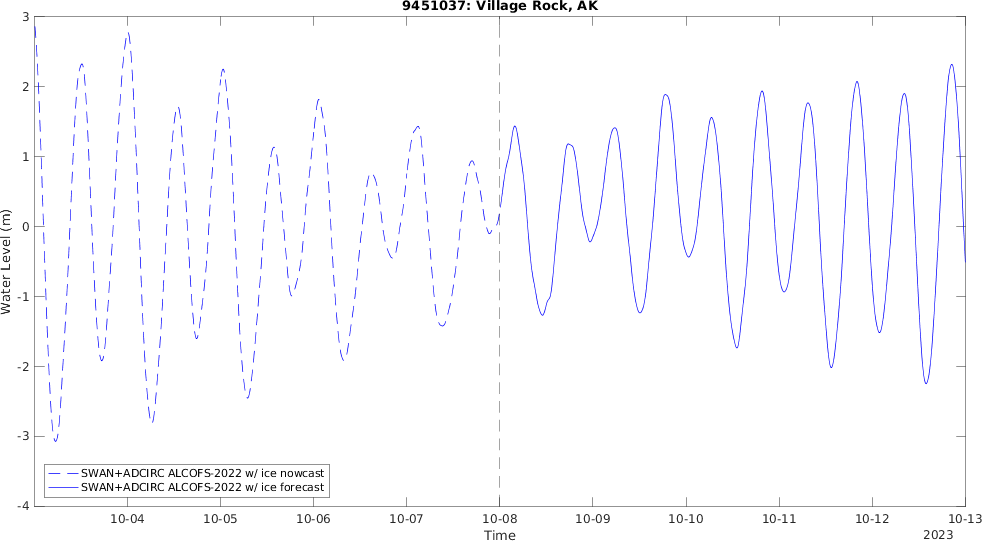 9451037: Village Rock, AK
3
2
1
0
-1
-2
-3
-4
Water Level (m)
SWAN+ADCIRC ALCOFS-2022 w/ ice nowcast
SWAN+ADCIRC ALCOFS-2022 w/ ice forecast
10-04 10-05 10-06 10-07 10-08 10-09 10-10 10-11 10-12 10-13
Time
2023